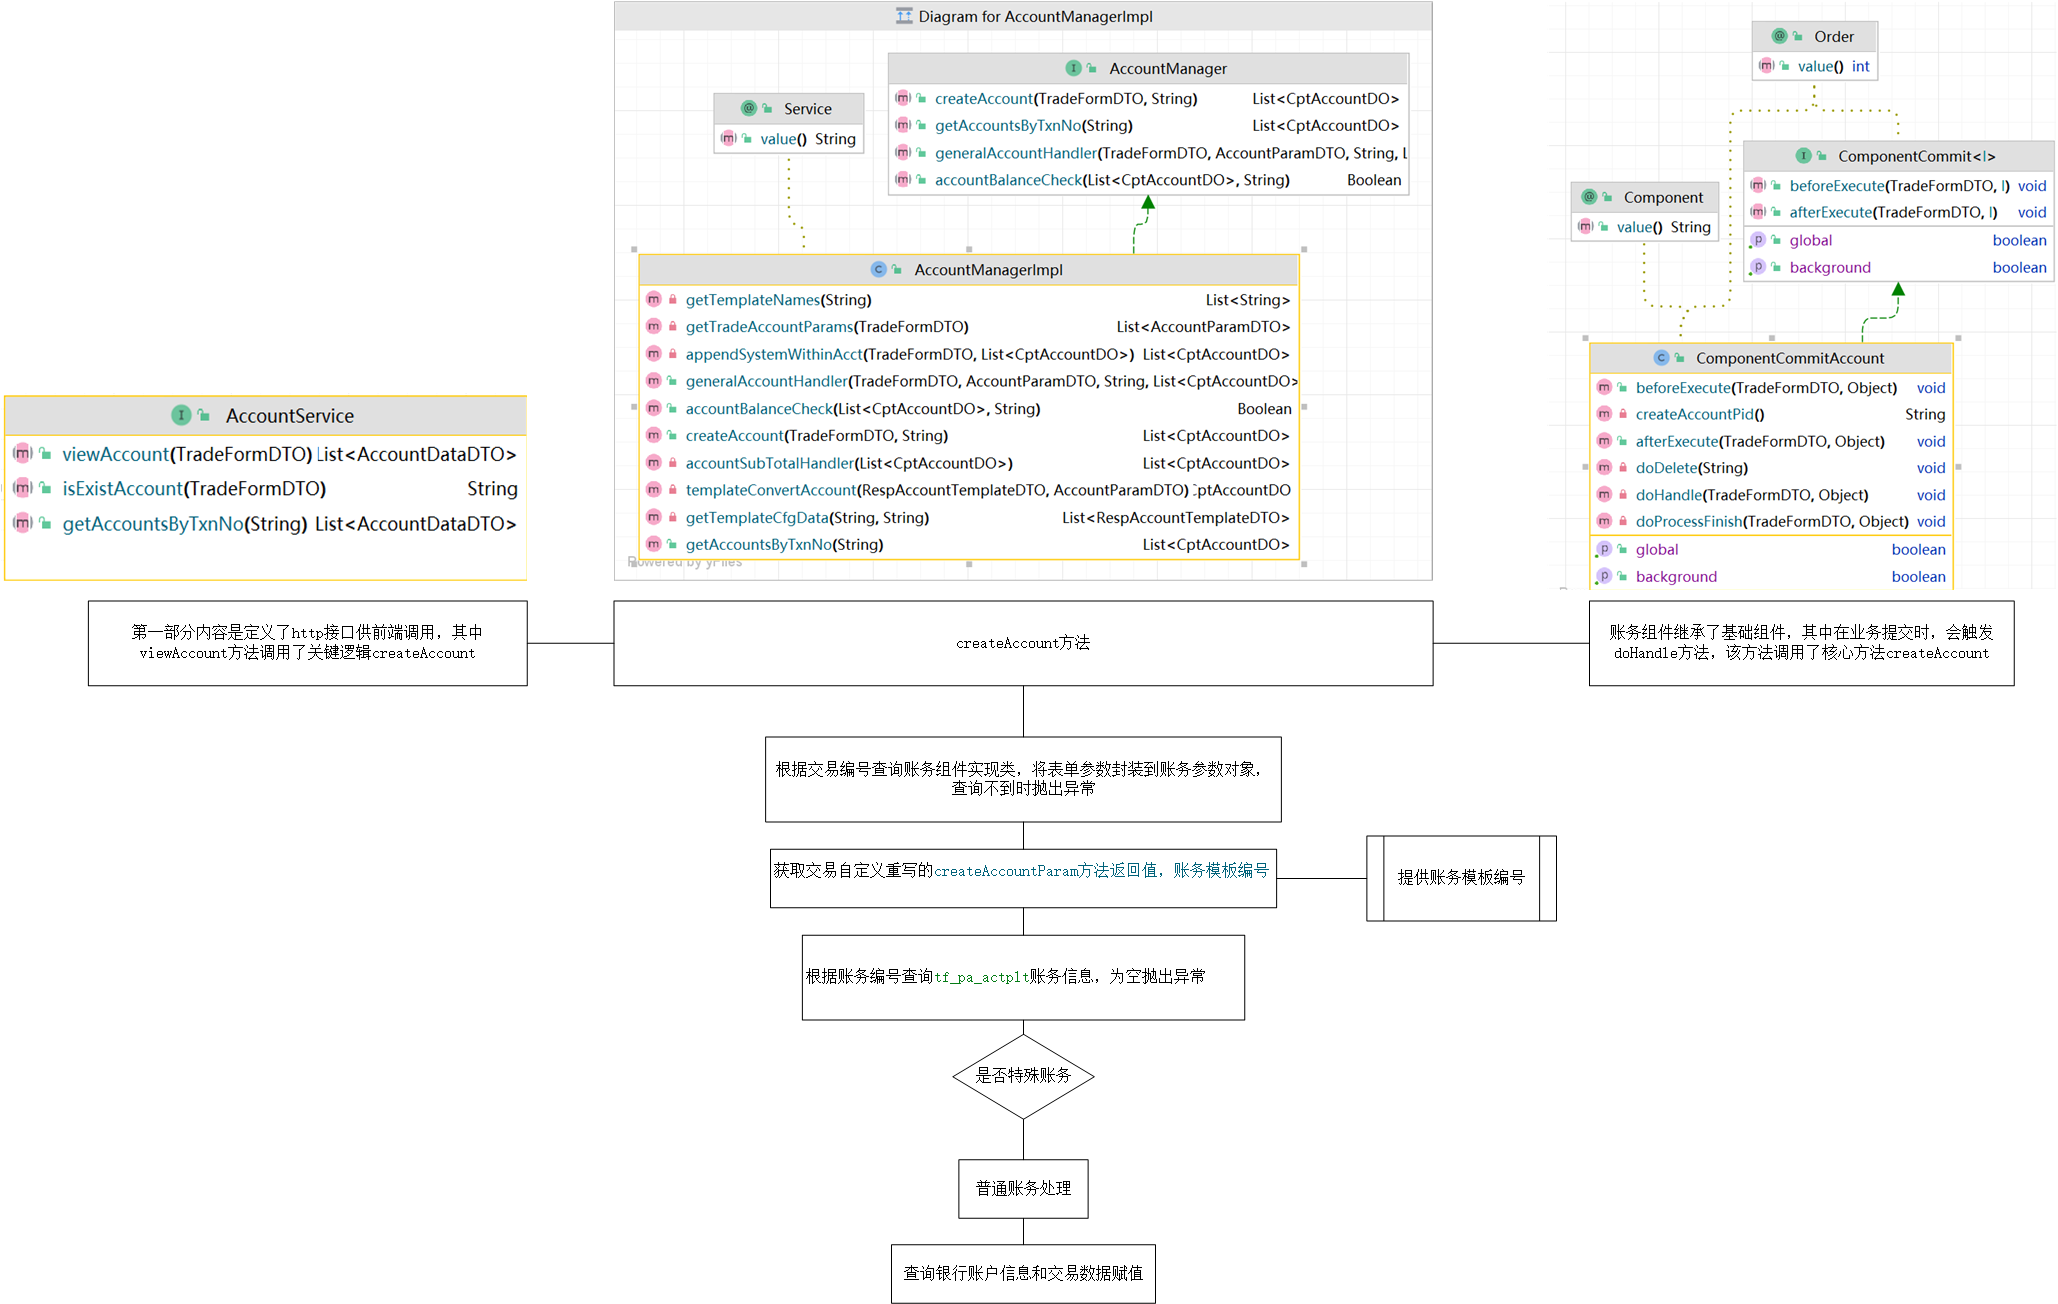 Diagram for AccountManagerImpl
AccountManager
createAccount(TradeFormDTO, String) List<CptAccountDO>
getAccountsByTxnNo(String) List<CptAccountDO>
generalAccountHandler(TradeFormDTO, AccountParamDTO, String, L
accountBalanceCheck(List<CptAccountDO>, String) Boolean
Service
value() String
AccountManagerImpl
getTemplateNames(String) List<String>
getTradeAccountParams(TradeFormDTO) List<AccountParamDTO>
appendSystemWithinAcct(TradeFormDTO, List<CptAccountDO>) List<CptAccountDO>
generalAccountHandler(TradeFormDTO, AccountParamDTO, String, List<CptAccountDO>
accountBalanceCheck(List<CptAccountDO>, String) Boolean
createAccount(TradeFormDTO, String) List<CptAccountDO>
accountSubTotalHandler(List<CptAccountDO>) List<CptAccountDO>
templateConvertAccount(RespAccountTemplateDTO, AccountParamDTO) CptAccountDO
getTemplateCfgData(String, String) List<RespAccountTemplateDTO>
getAccountsByTxnNo(String) List<CptAccountDO>
Powered by yFiles
Order
value() int
ComponentCommit<I>
beforeExecute(TradeFormDTO, I) void
afterExecute(TradeFormDTO, I) void
global boolean
background boolean
Component
value() String
ComponentCommitAccount
beforeExecute(TradeFormDTO, Object) void
createAccountPid() String
afterExecute(TradeFormDTO, Object) void
doDelete(String) void
doHandle(TradeFormDTO, Object) void
doProcessFinish(TradeFormDTO, Object) void
global boolean
background boolean
AccountService
viewAccount(TradeFormDTO) List<AccountDataDTO>
isExistAccount(TradeFormDTO) String
getAccountsByTxnNo(String) List<AccountDataDTO>
第一部分内容是定义了http接口供前端调用，其中
viewAccount方法调用了关键逻辑createAccount
createAccount方法
账务组件继承了基础组件，其中在业务提交时，会触发
doHandle方法，该方法调用了核心方法createAccount
根据交易编号查询账务组件实现类，将表单参数封装到账务参数对象，
查询不到时抛出异常
获取交易自定义重写的createAccountParam方法返回值，账务模板编号
提供账务模板编号
根据账务编号查询tf_pa_actplt账务信息，为空抛出异常
是否特殊账务
普通账务处理
查询银行账户信息和交易数据赋值